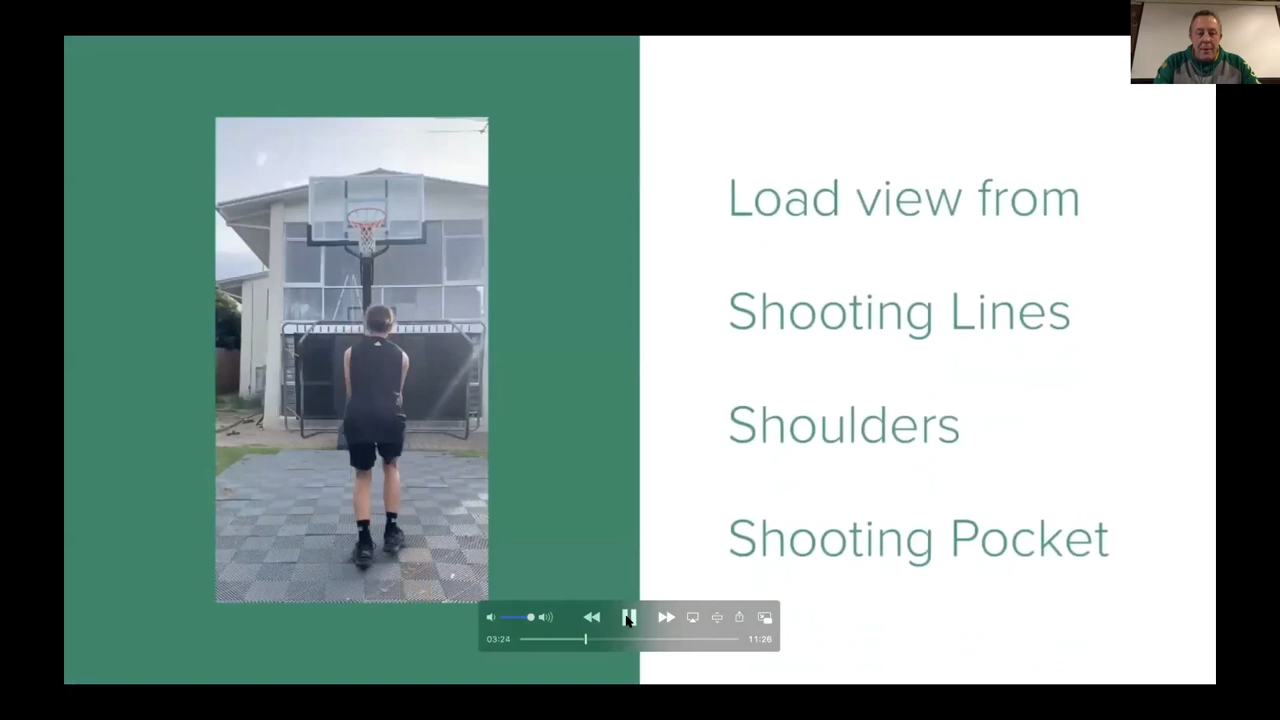 Load view from
Shooting Lines
Shoulders
Shooting Pocket
03:24
11:26